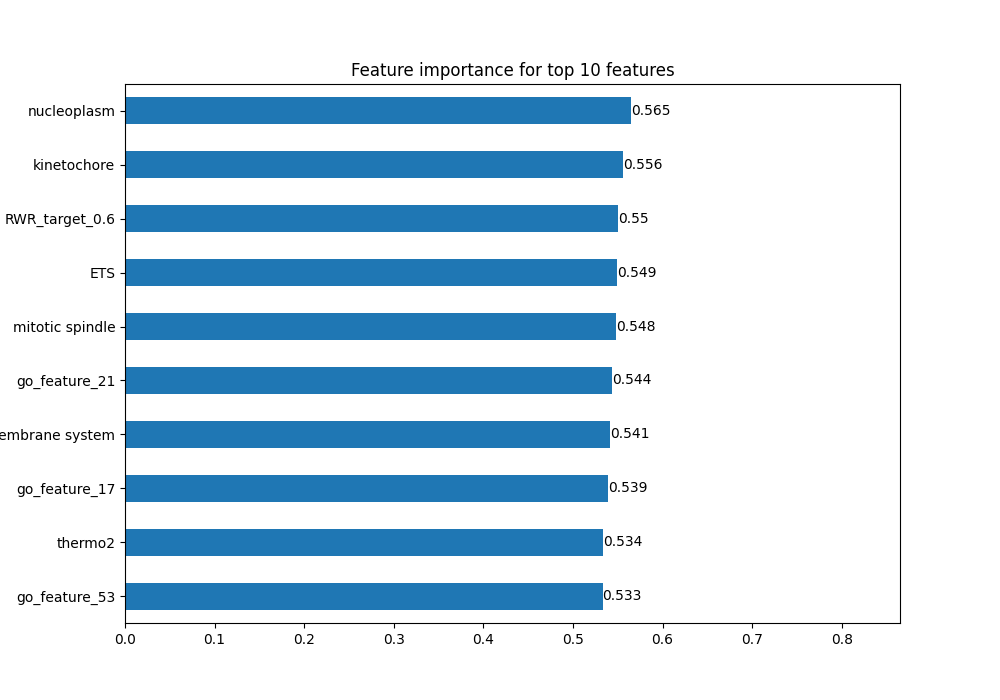 Feature importance for top 10 features
nucleoplasm 0.565
kinetochore 0.556
RWR_target_0.6 0.55
ETS 0.549
mitotic spindle 0.548
go_feature_21 0.544
embrane system 0.541
go_feature_17 0.539
thermo2 0.534
go_feature_53 0.533
0.0 0.1 0.2 0.3 0.4 0.5 0.6 0.7 0.8